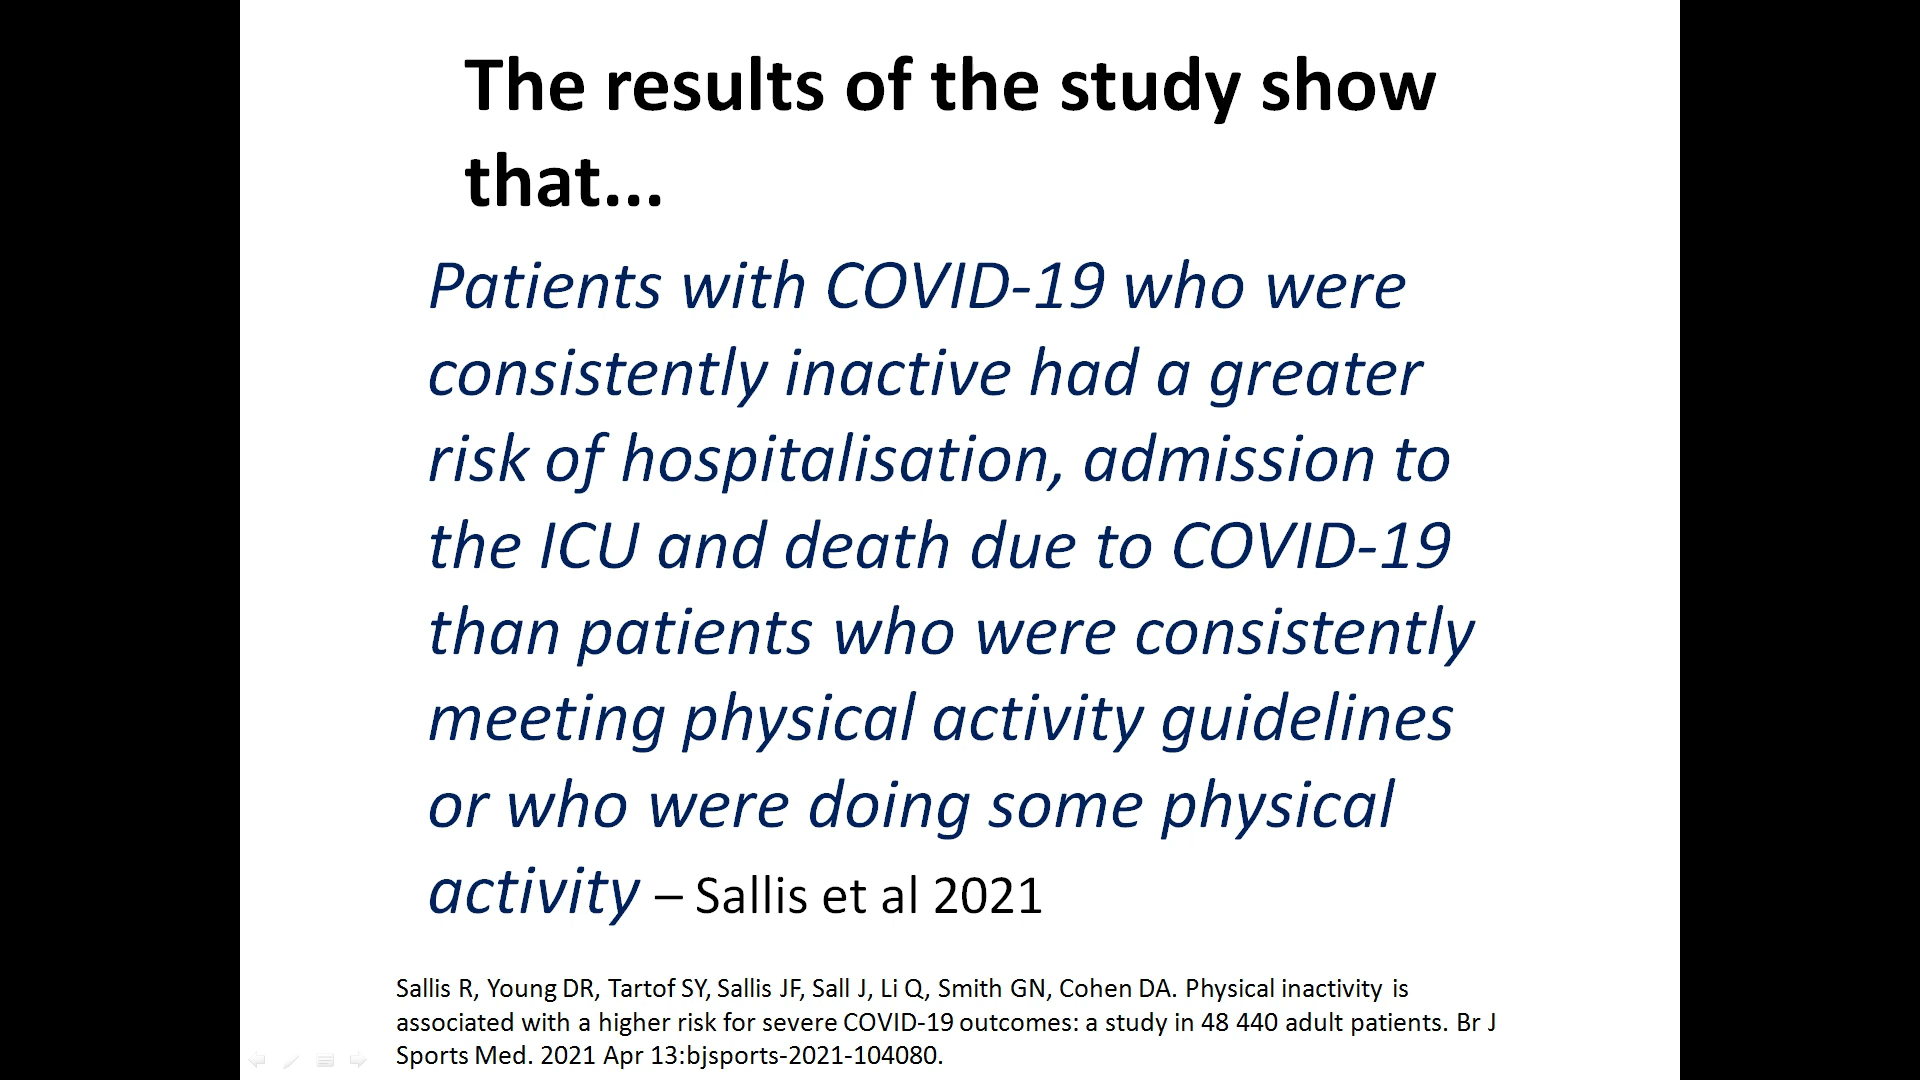 The results of the study show
that...
Patients with COVID-19 who were
consistently inactive had a greater
risk of hospitalisation, admission to
the ICU and death due to COVID-19
than patients who were consistently
meeting physical activity guidelines
or who were doing some physical
activity – Sallis et al 2021
Sallis R, Young DR, Tartof SY, Sallis JF, Sall J, Li Q, Smith GN, Cohen DA. Physical inactivity is
associated with a higher risk for severe COVID-19 outcomes: a study in 48 440 adult patients. Br J
Sports Med. 2021 Apr 13:bjsports-2021-104080.